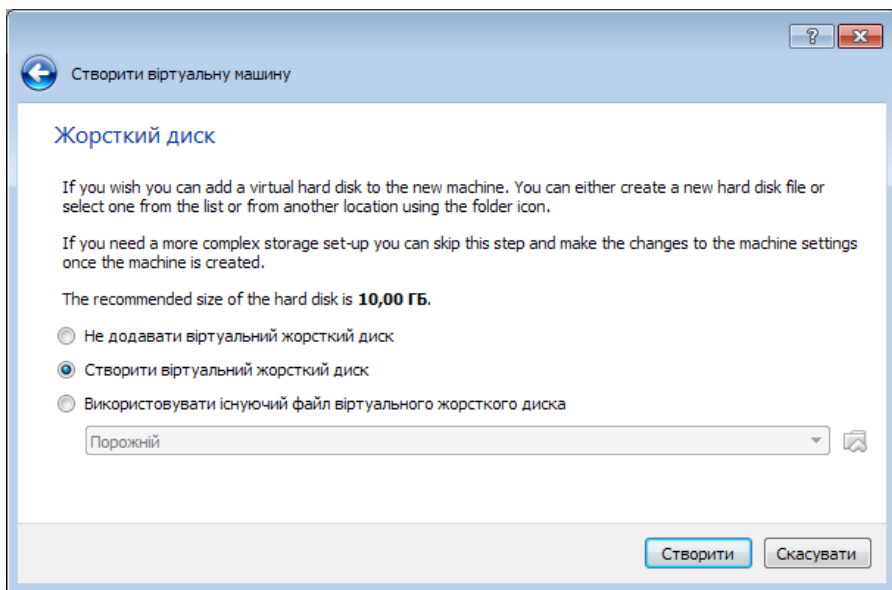 ?
Створити віртуальну машину
Жорсткий диск
If you wish you can add a virtual hard disk to the new machine. You can either create a new hard disk file or
select one from the list or from another location using the folder icon.
If you need a more complex storage set-up you can skip this step and make the changes to the machine settings
once the machine is created.
The recommended size of the hard disk is 10,00 ГБ.
Не додавати віртуальний жорсткий диск
Створити віртуальний жорсткий диск
Використовувати існуючий файл віртуального жорсткого диска
Порожній
Створити Скасувати